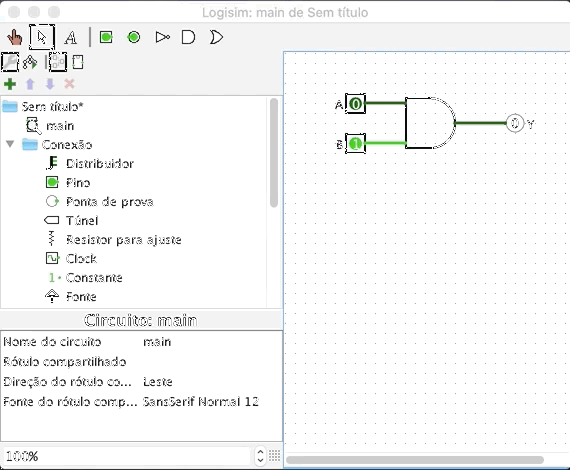 Logisim: main de Sem título
A
Sem título*
main
Conexão
Distribuidor
Pino
Ponta de prova
Túnel
Resistor para ajuste
Clock
1 Constante
Fonte
A 0
0 Y
B 1
Circuito: main
Nome do circuito main
Rótulo compartilhado
Direção do rótulo co... Leste
Fonte do rótulo comp... SansSerif Normal 12
100%